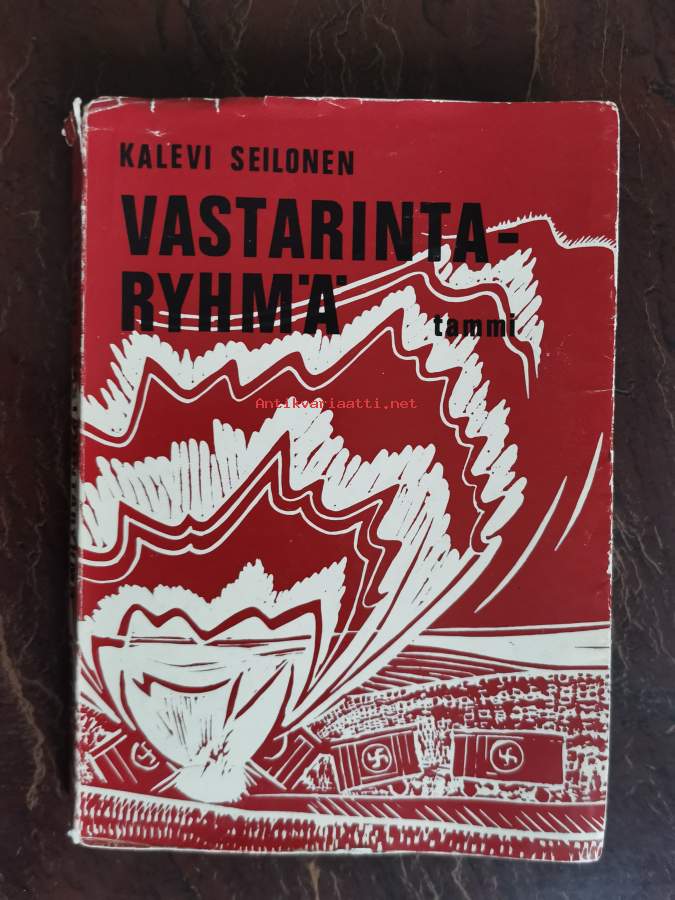 KALEVI SEILONEN
VASTARINTA-
RYHMÄ
tammi
Antikvariaatti.net